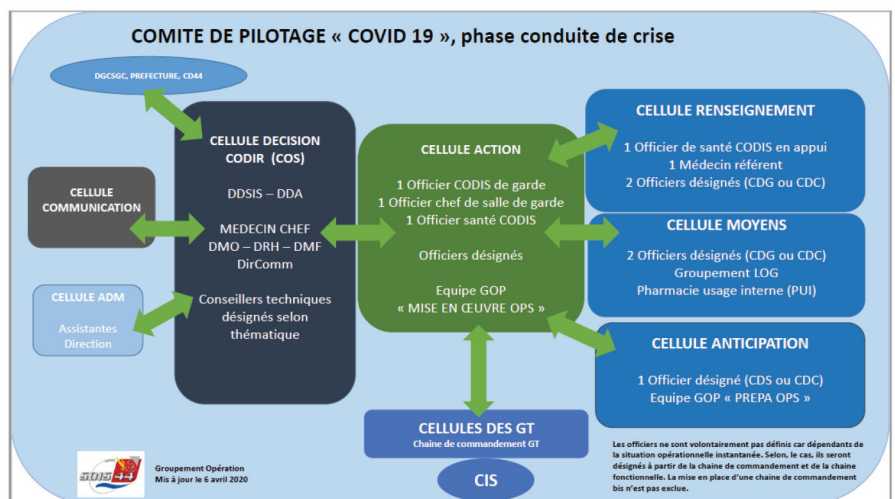 COMITE DE PILOTAGE « COVID 19 », phase conduite de crise
DGCSGC, PREFECTURE, CD44
CELLULE
COMMUNICATION
CELLULE ADM
Assistantes
Direction
CELLULE DECISION
CODIR (COS)
DDSIS – DDA
MEDECIN CHEF
DMO – DRH – DMF
DirComm
Conseillers techniques
désignés selon
thématique
CELLULE ACTION
1 Officier CODIS de garde
1 Officier chef de salle de garde
1 Officier santé CODIS
Officiers désignés
Equipe GOP
« MISE EN ŒUVRE OPS »
CELLULE RENSEIGNEMENT
1 Officier de santé CODIS en appui
1 Médecin référent
2 Officiers désignés (CDG ou CDC)
CELLULE MOYENS
2 Officiers désignés (CDG ou CDC)
Groupement LOG
Pharmacie usage interne (PUI)
CELLULE ANTICIPATION
1 Officier désigné (CDS ou CDC)
Equipe GOP « PREPA OPS »
CELLULES DES GT
Chaine de commandement GT
CIS
SDIS44
Groupement Opération
Mis à jour le 6 avril 2020
Les officiers ne sont volontairement pas définis car dépendants de
la situation opérationnelle instantanée. Selon, le cas, ils seront
désignés à partir de la chaine de commandement et de la chaine
fonctionnelle. La mise en place d'une chaine de commandement
bis n'est pas exclue.